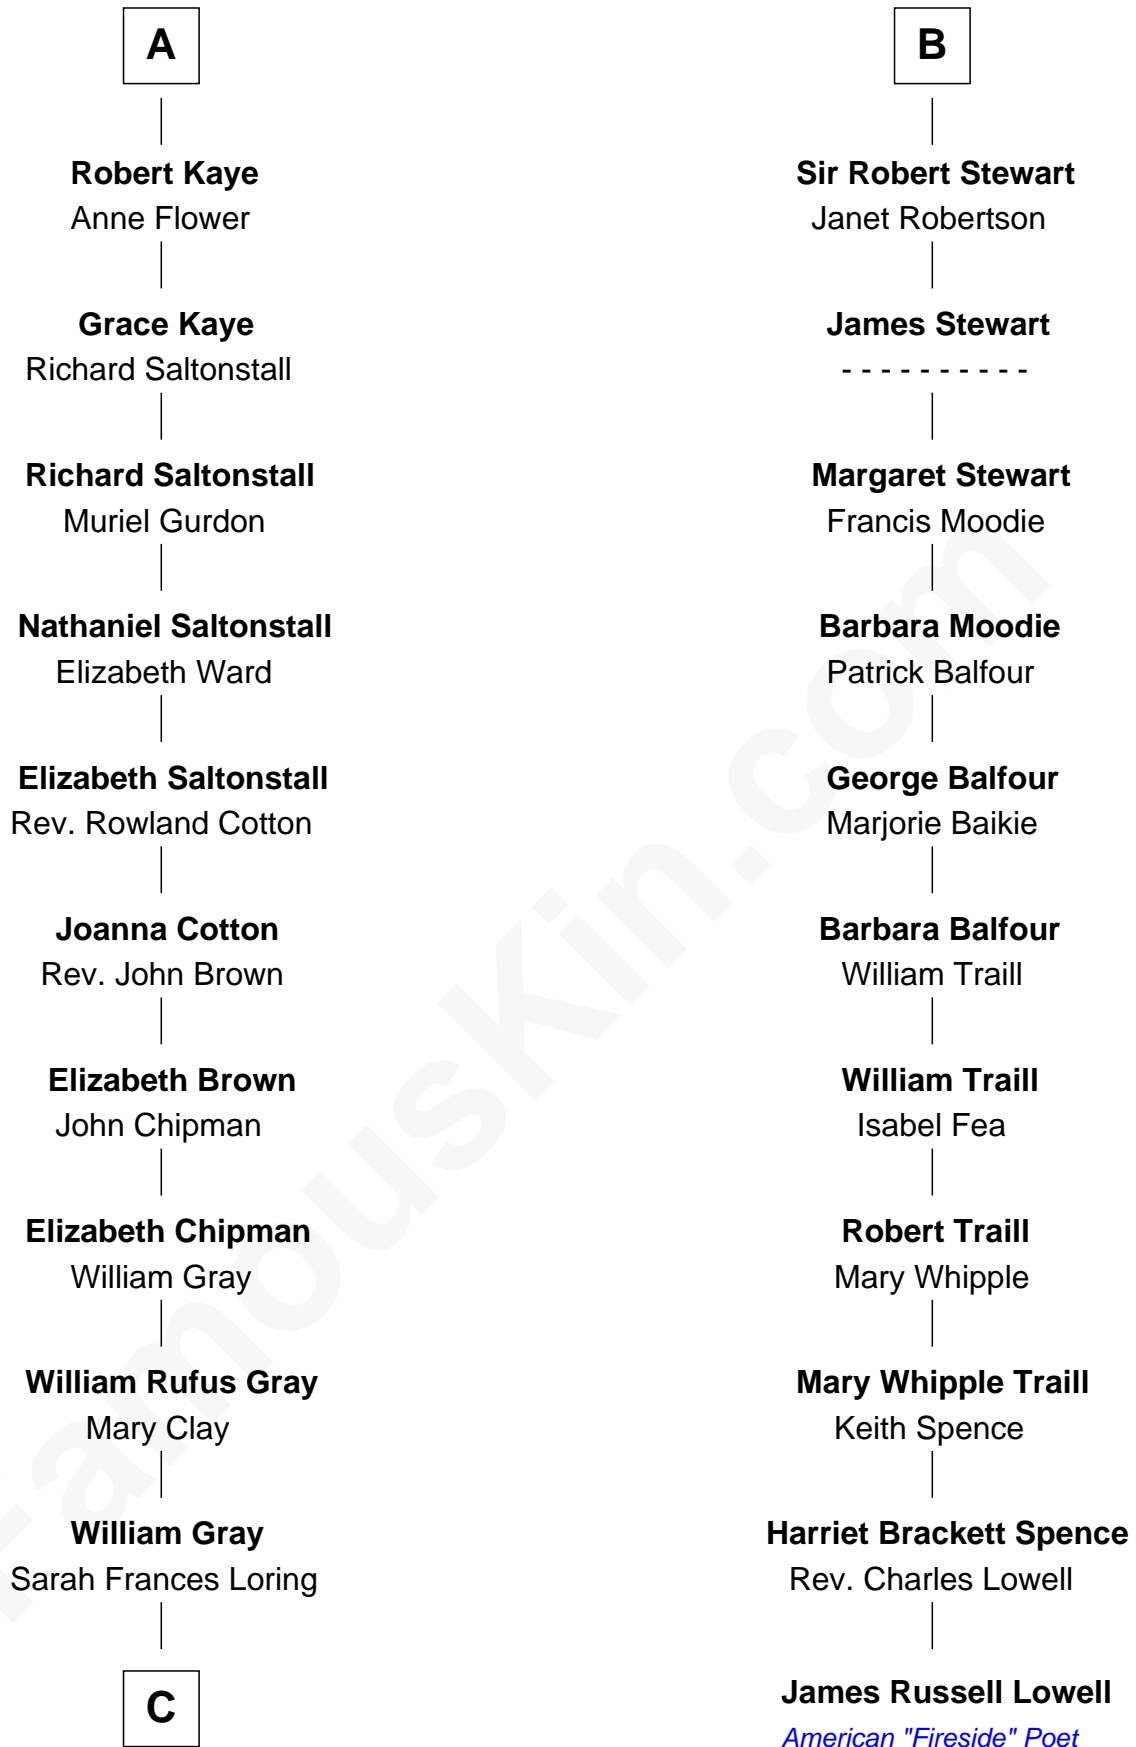 A
Robert Kaye
Anne Flower
Grace Kaye
Richard Saltonstall
Richard Saltonstall
Muriel Gurdon
Nathaniel Saltonstall
Elizabeth Ward
Elizabeth Saltonstall
Rev. Rowland Cotton
Joanna Cotton
Rev. John Brown
Elizabeth Brown
John Chipman
Elizabeth Chipman
William Gray
William Rufus Gray
Mary Clay
William Gray
Sarah Frances Loring
C
B
Sir Robert Stewart
Janet Robertson
James Stewart
- - - - - - - - - -
Margaret Stewart
Francis Moodie
Barbara Moodie
Patrick Balfour
George Balfour
Marjorie Baikie
Barbara Balfour
William Traill
William Traill
Isabel Fea
Robert Traill
Mary Whipple
Mary Whipple Traill
Keith Spence
Harriet Brackett Spence
Rev. Charles Lowell
James Russell Lowell
American "Fireside" Poet
FamousKin.com